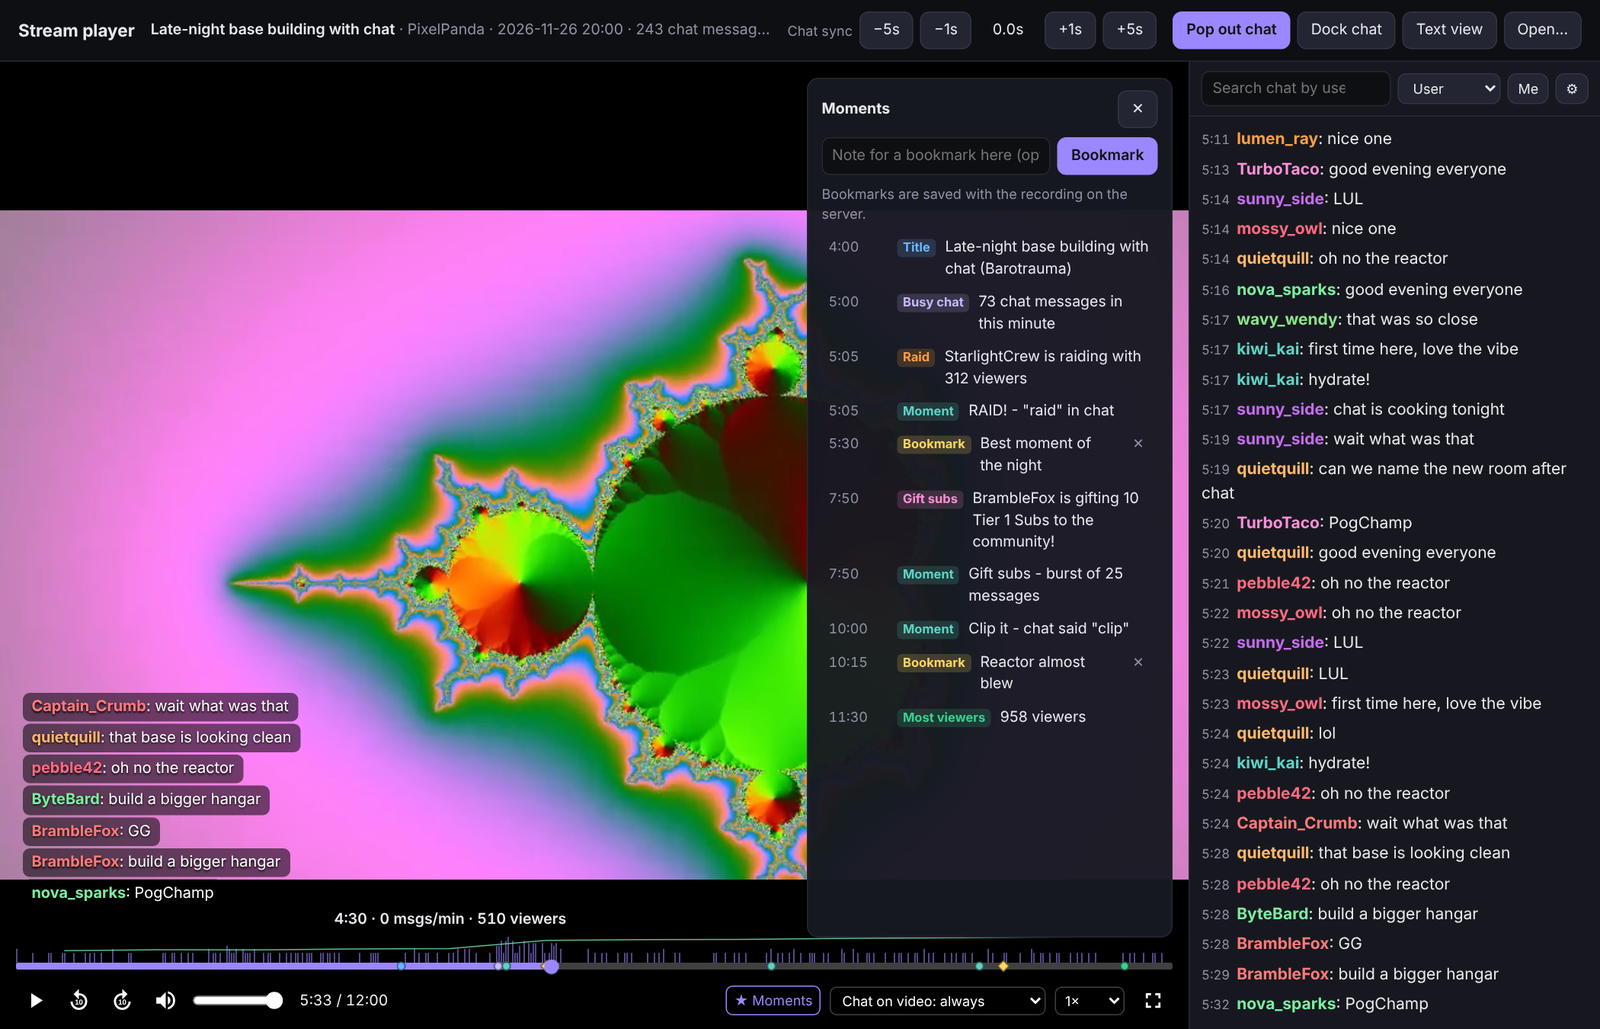 Stream player
Late-night base building with chat · PixelPanda · 2026-11-26 20:00 · 243 chat messag...
Chat sync
−5s
−1s
0.0s
+1s
+5s
Pop out chat
Dock chat
Text view
Open...
Moments
×
Note for a bookmark here (op
Bookmark
Bookmarks are saved with the recording on the
server.
4:00 Title Late-night base building with
chat (Barotrauma)
5:00 Busy chat 73 chat messages in
this minute
5:05 Raid StarlightCrew is raiding with
312 viewers
5:05 Moment RAID! - "raid" in chat
5:30 Bookmark Best moment of ×
the night
7:50 Gift subs BrambleFox is gifting 10
Tier 1 Subs to the
community!
7:50 Moment Gift subs - burst of 25
messages
10:00 Moment Clip it - chat said "clip"
10:15 Bookmark Reactor almost ×
blew
11:30 Most viewers 958 viewers
Captain_Crumb: wait what was that
quietquill: that base is looking clean
pebble42: oh no the reactor
ByteBard: build a bigger hangar
BrambleFox: GG
BrambleFox: build a bigger hangar
nova_sparks: PogChamp
4:30 · 0 msgs/min · 510 viewers
10
10
5:33 / 12:00
★ Moments
Chat on video: always
1×
Search chat by use
User
Me
5:11 lumen_ray: nice one
5:13 TurboTaco: good evening everyone
5:14 sunny_side: LUL
5:14 mossy_owl: nice one
5:14 quietquill: oh no the reactor
5:16 nova_sparks: good evening everyone
5:17 wavy_wendy: that was so close
5:17 kiwi_kai: first time here, love the vibe
5:17 kiwi_kai: hydrate!
5:17 sunny_side: chat is cooking tonight
5:19 sunny_side: wait what was that
5:19 quietquill: can we name the new room after
chat
5:20 TurboTaco: PogChamp
5:20 quietquill: good evening everyone
5:21 pebble42: oh no the reactor
5:22 mossy_owl: oh no the reactor
5:22 sunny_side: LUL
5:23 quietquill: LUL
5:23 mossy_owl: first time here, love the vibe
5:24 quietquill: lol
5:24 kiwi_kai: hydrate!
5:24 pebble42: oh no the reactor
5:24 Captain_Crumb: wait what was that
5:28 quietquill: that base is looking clean
5:28 pebble42: oh no the reactor
5:28 ByteBard: build a bigger hangar
5:28 BrambleFox: GG
5:29 BrambleFox: build a bigger hangar
5:32 nova_sparks: PogChamp